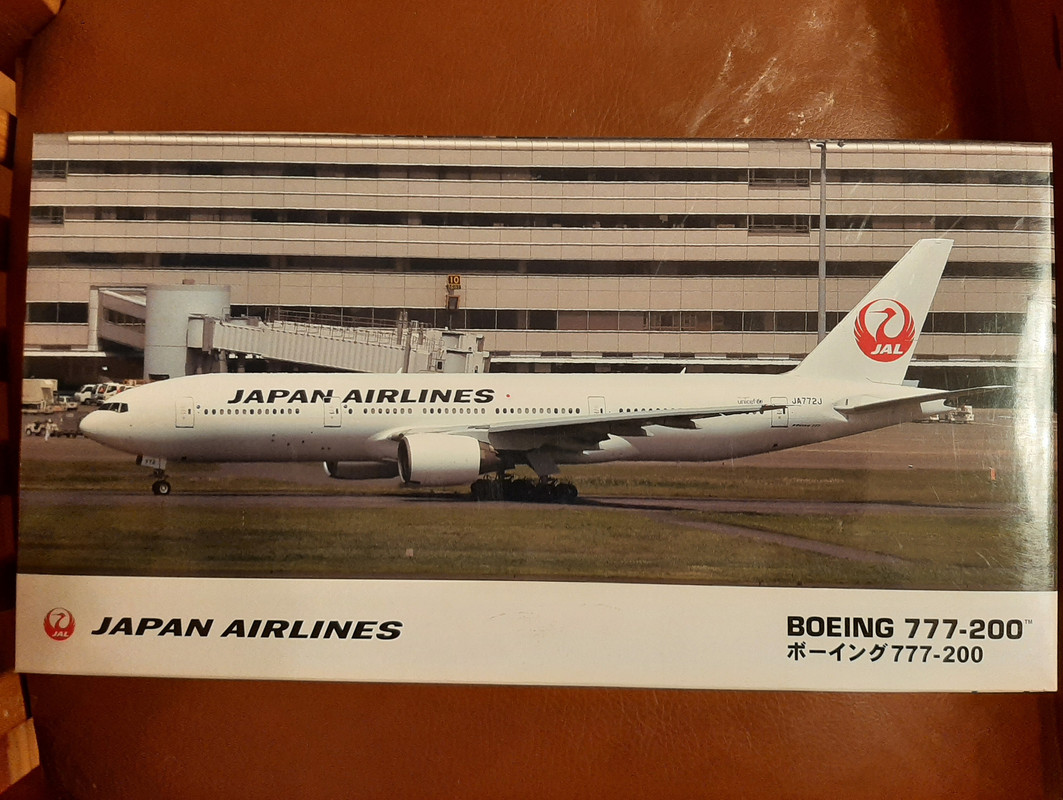 10
JAL
JAPAN AIRLINES
unicef
JA772J
JAL
JAPAN AIRLINES
BOEING 777-200™
ボーイング777-200